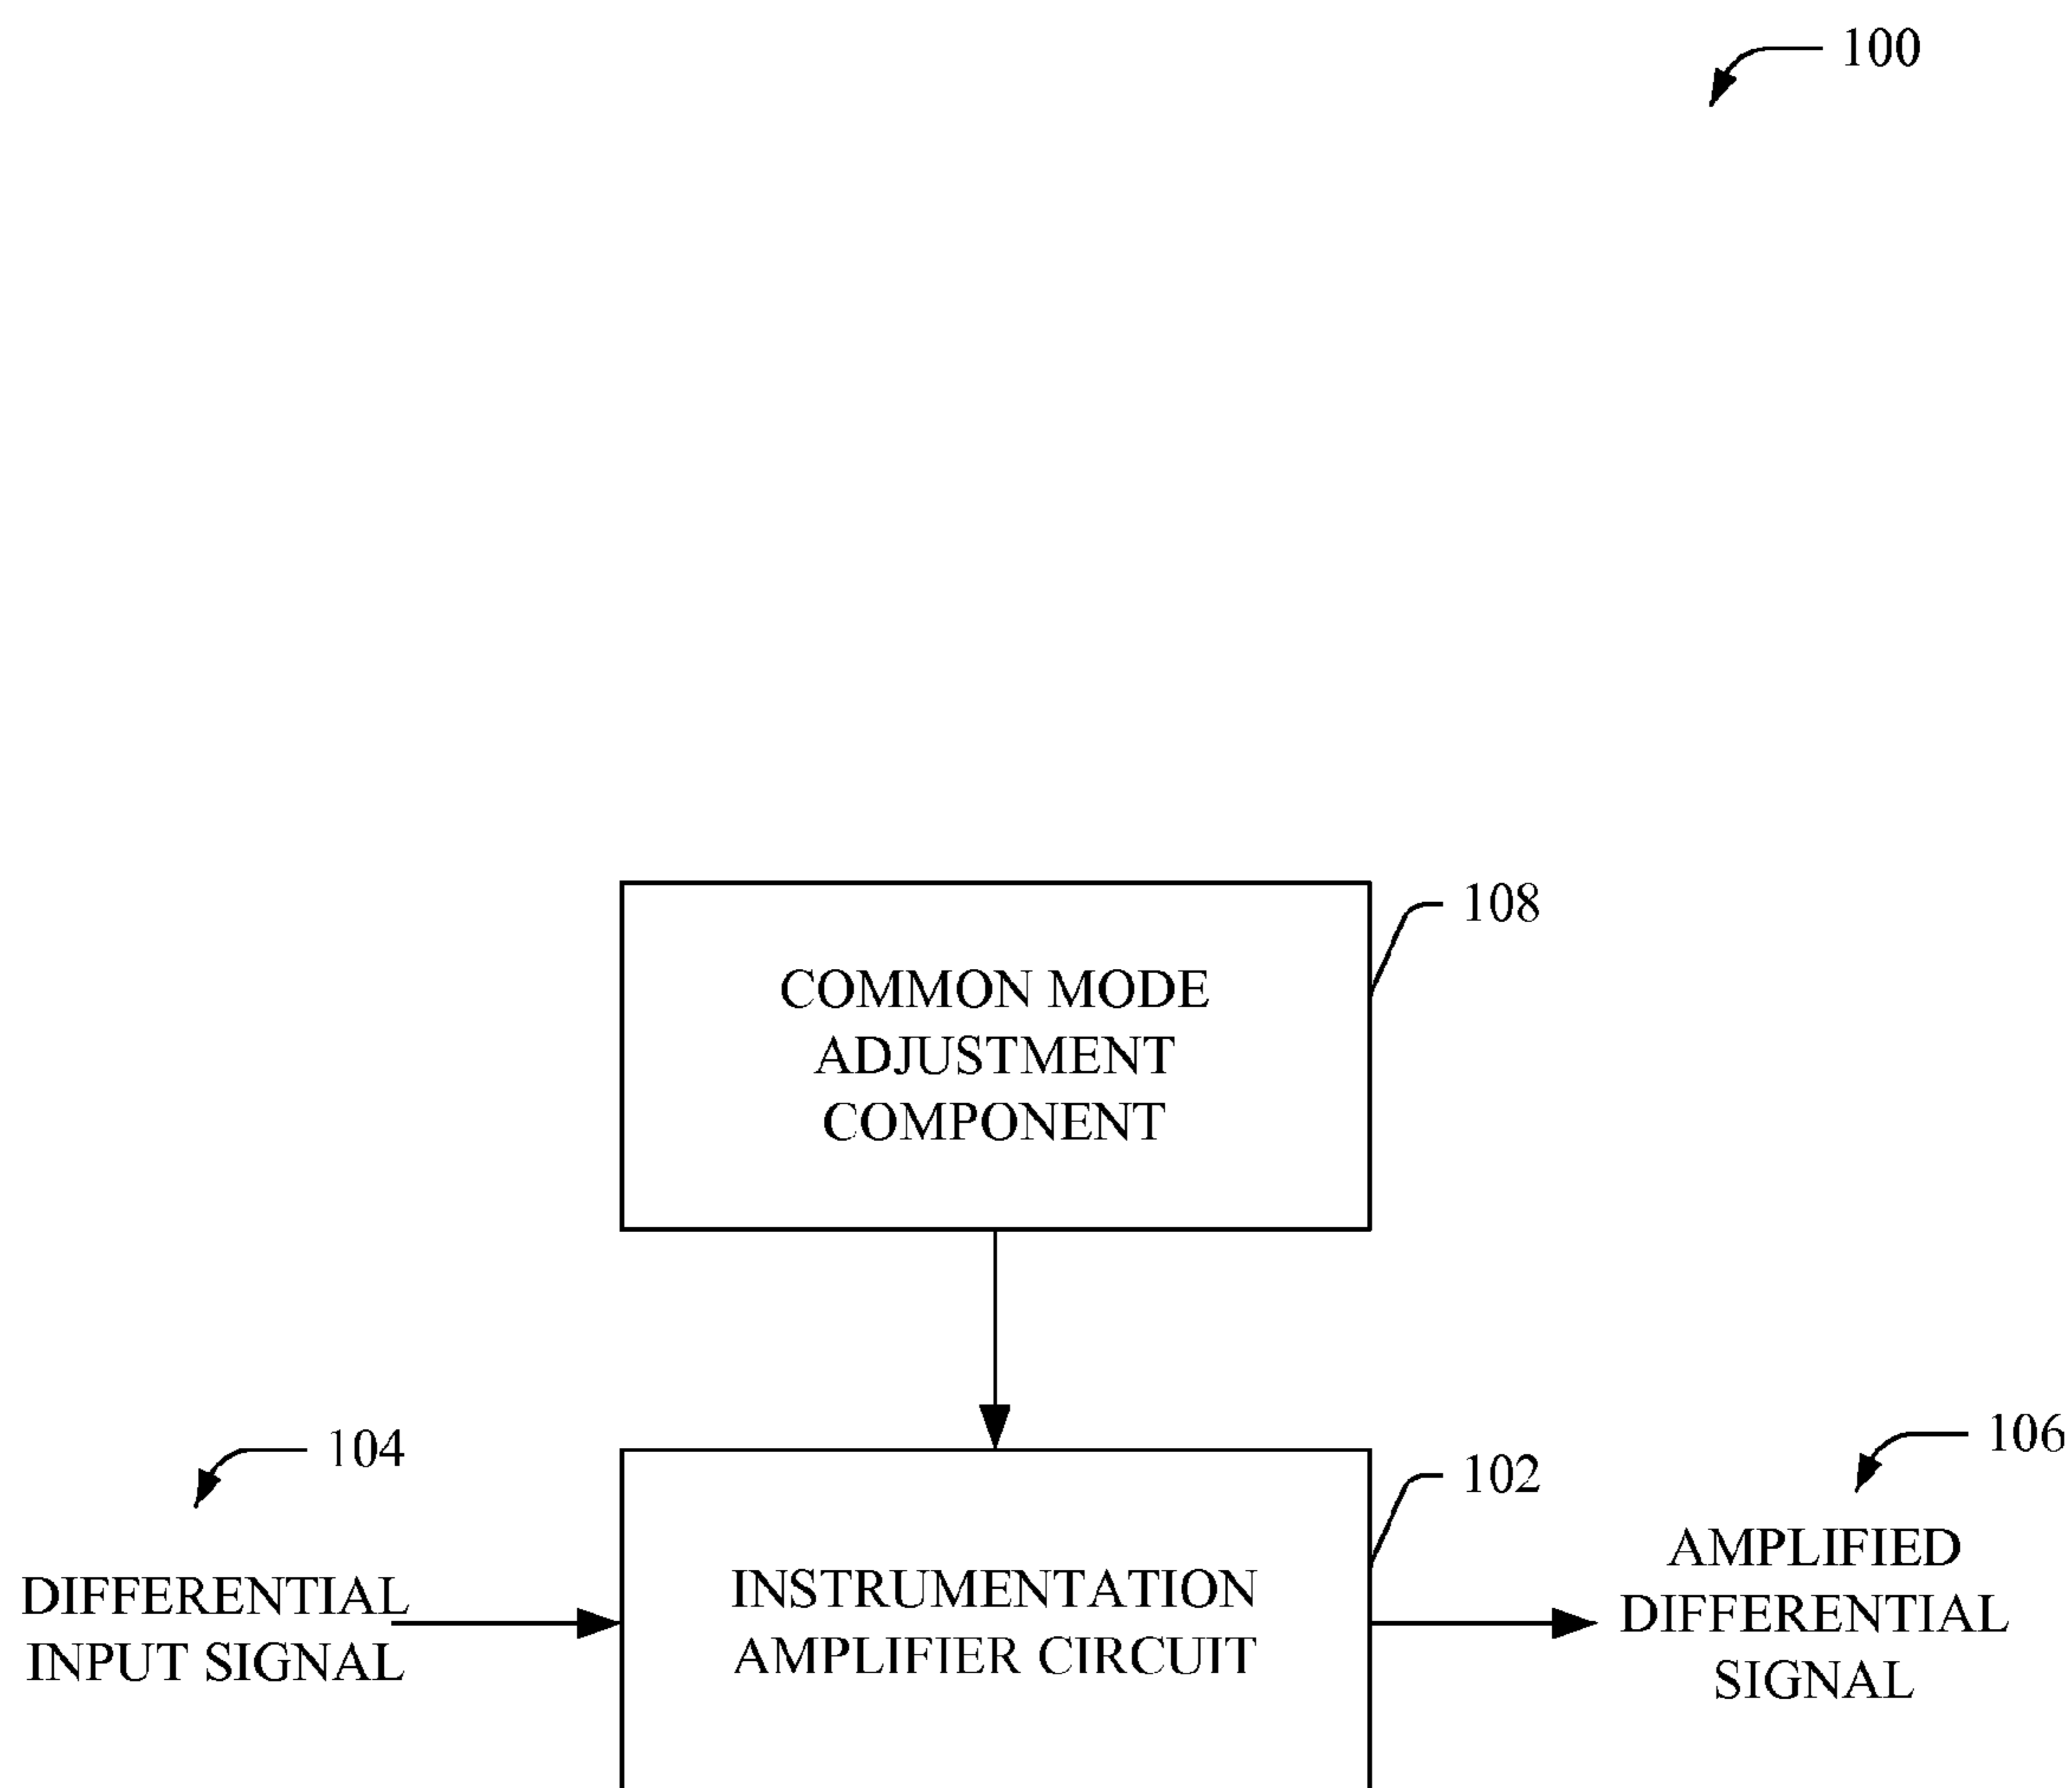 100
108
COMMON MODE
ADJUSTMENT
COMPONENT
104
106
102
DIFFERENTIAL
INPUT SIGNAL
INSTRUMENTATION
AMPLIFIER CIRCUIT
AMPLIFIED
DIFFERENTIAL
SIGNAL